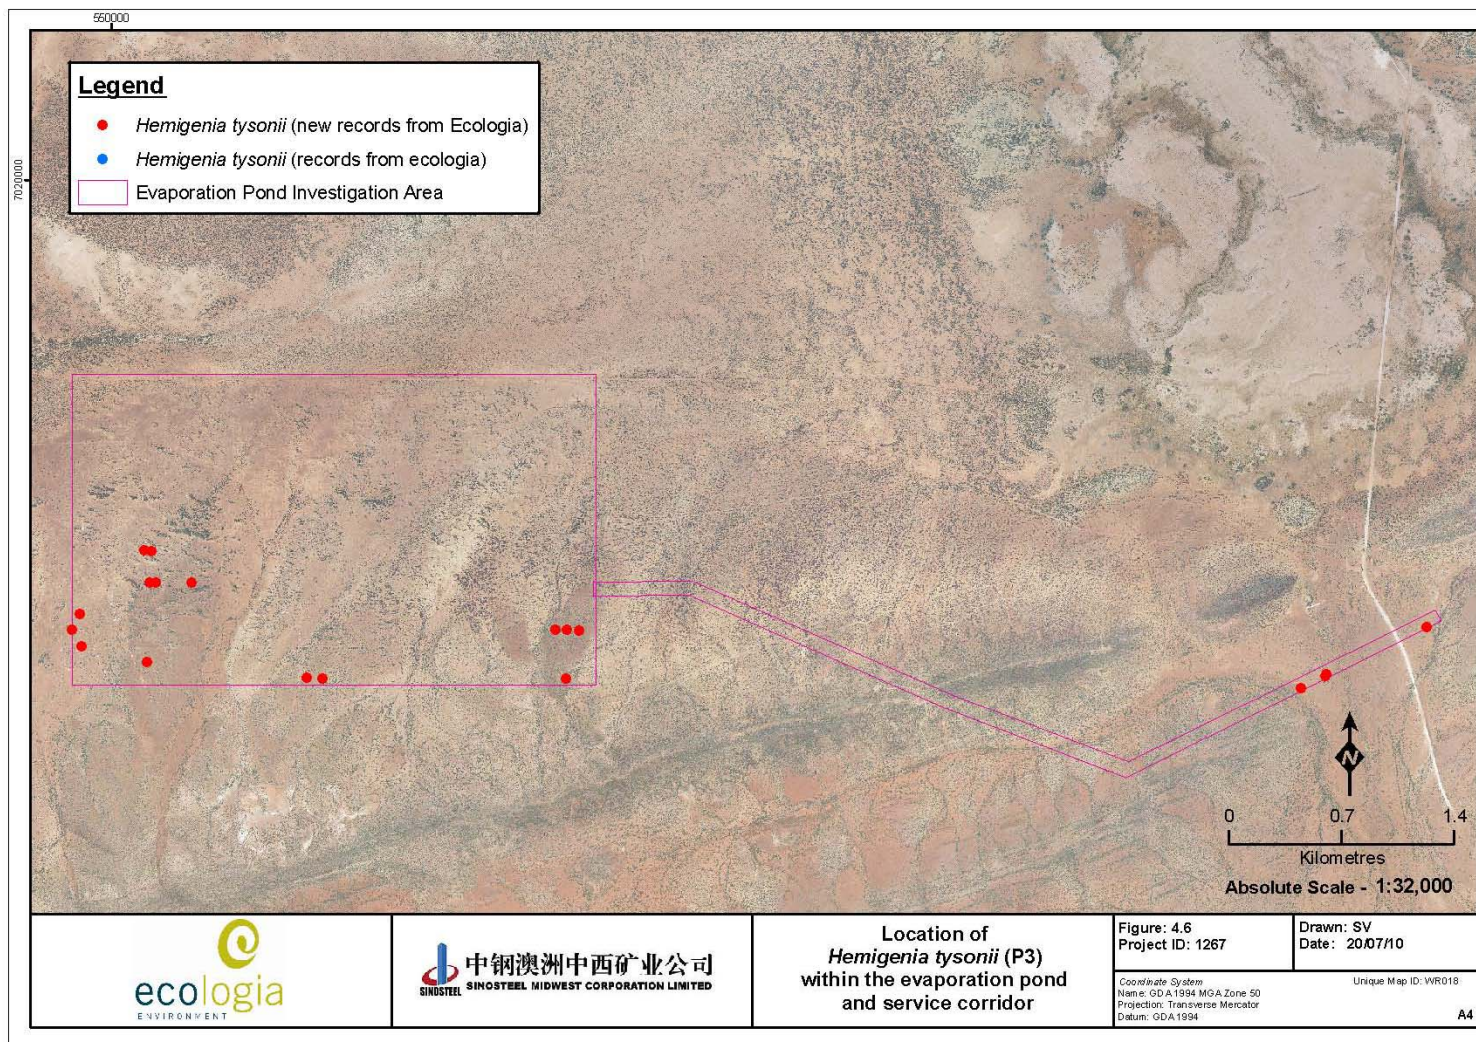 550000
7020000
Legend
Hemigenia tysonii (new records from Ecologia)
Hemigenia tysonii (records from ecologia)
Evaporation Pond Investigation Area
N
0 0.7 1.4
Kilometres
Absolute Scale - 1:32,000
ecologia
ENVIRONMENT
SINOSTEEL
中钢澳洲中西矿业公司
SINOSTEEL MIDWEST CORPORATION LIMITED
Location of
Hemigenia tysonii (P3)
within the evaporation pond
and service corridor
Figure: 4.6
Project ID: 1267
Drawn: SV
Date: 20/07/10
Coordinate System
Name: GDA 1994 MGA Zone 50
Projection: Transverse Mercator
Datum: GDA 1994
Unique Map ID: WR018
A4